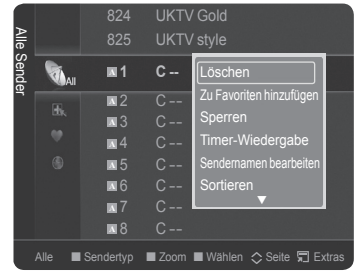 Alle Sender
824 UKTV Gold
825 UKTV style
All
A 1 C --
A 2 C --
A 3 C --
A 4 C --
A 5 C --
A 6 C --
A 7 C --
A 8 C --
Löschen
Zu Favoriten hinzufügen
Sperren
Timer-Wiedergabe
Sendernamen bearbeiten
Sortieren
Alle Sendertyp Zoom Wählen Seite Extras